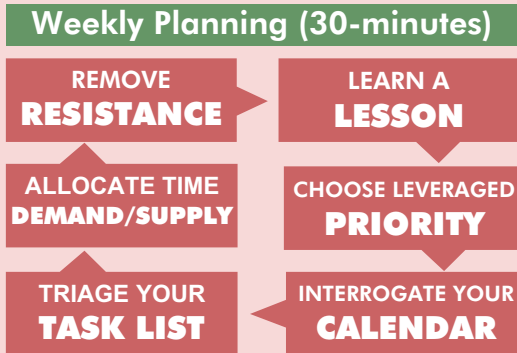 Weekly Planning (30-minutes)
REMOVE
RESISTANCE
LEARN A
LESSON
CHOOSE LEVERAGED
PRIORITY
INTERROGATE YOUR
CALENDAR
TRIAGE YOUR
TASK LIST
ALLOCATE TIME
DEMAND/SUPPLY